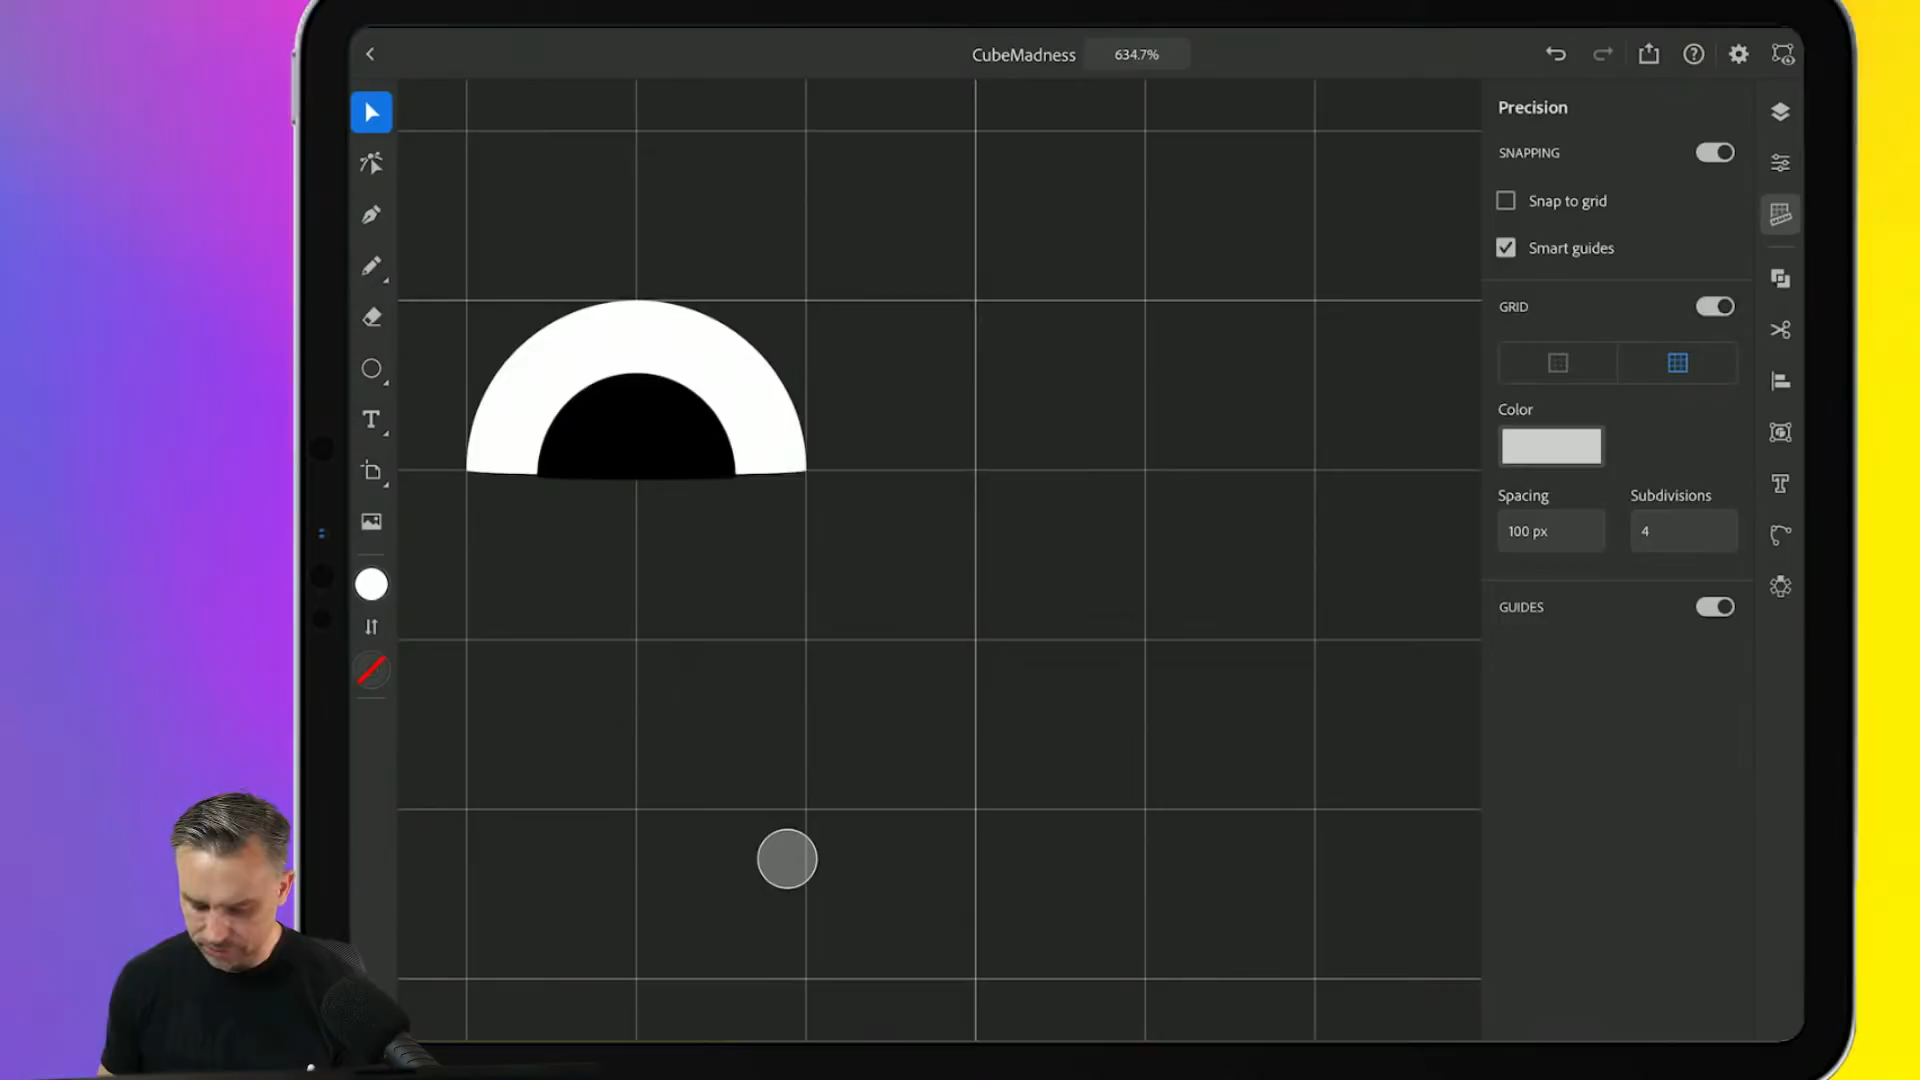 CubeMadness 634.7%
Precision
SNAPPING
Snap to grid
Smart guides
GRID
Color
Spacing Subdivisions
100 px 4
GUIDES